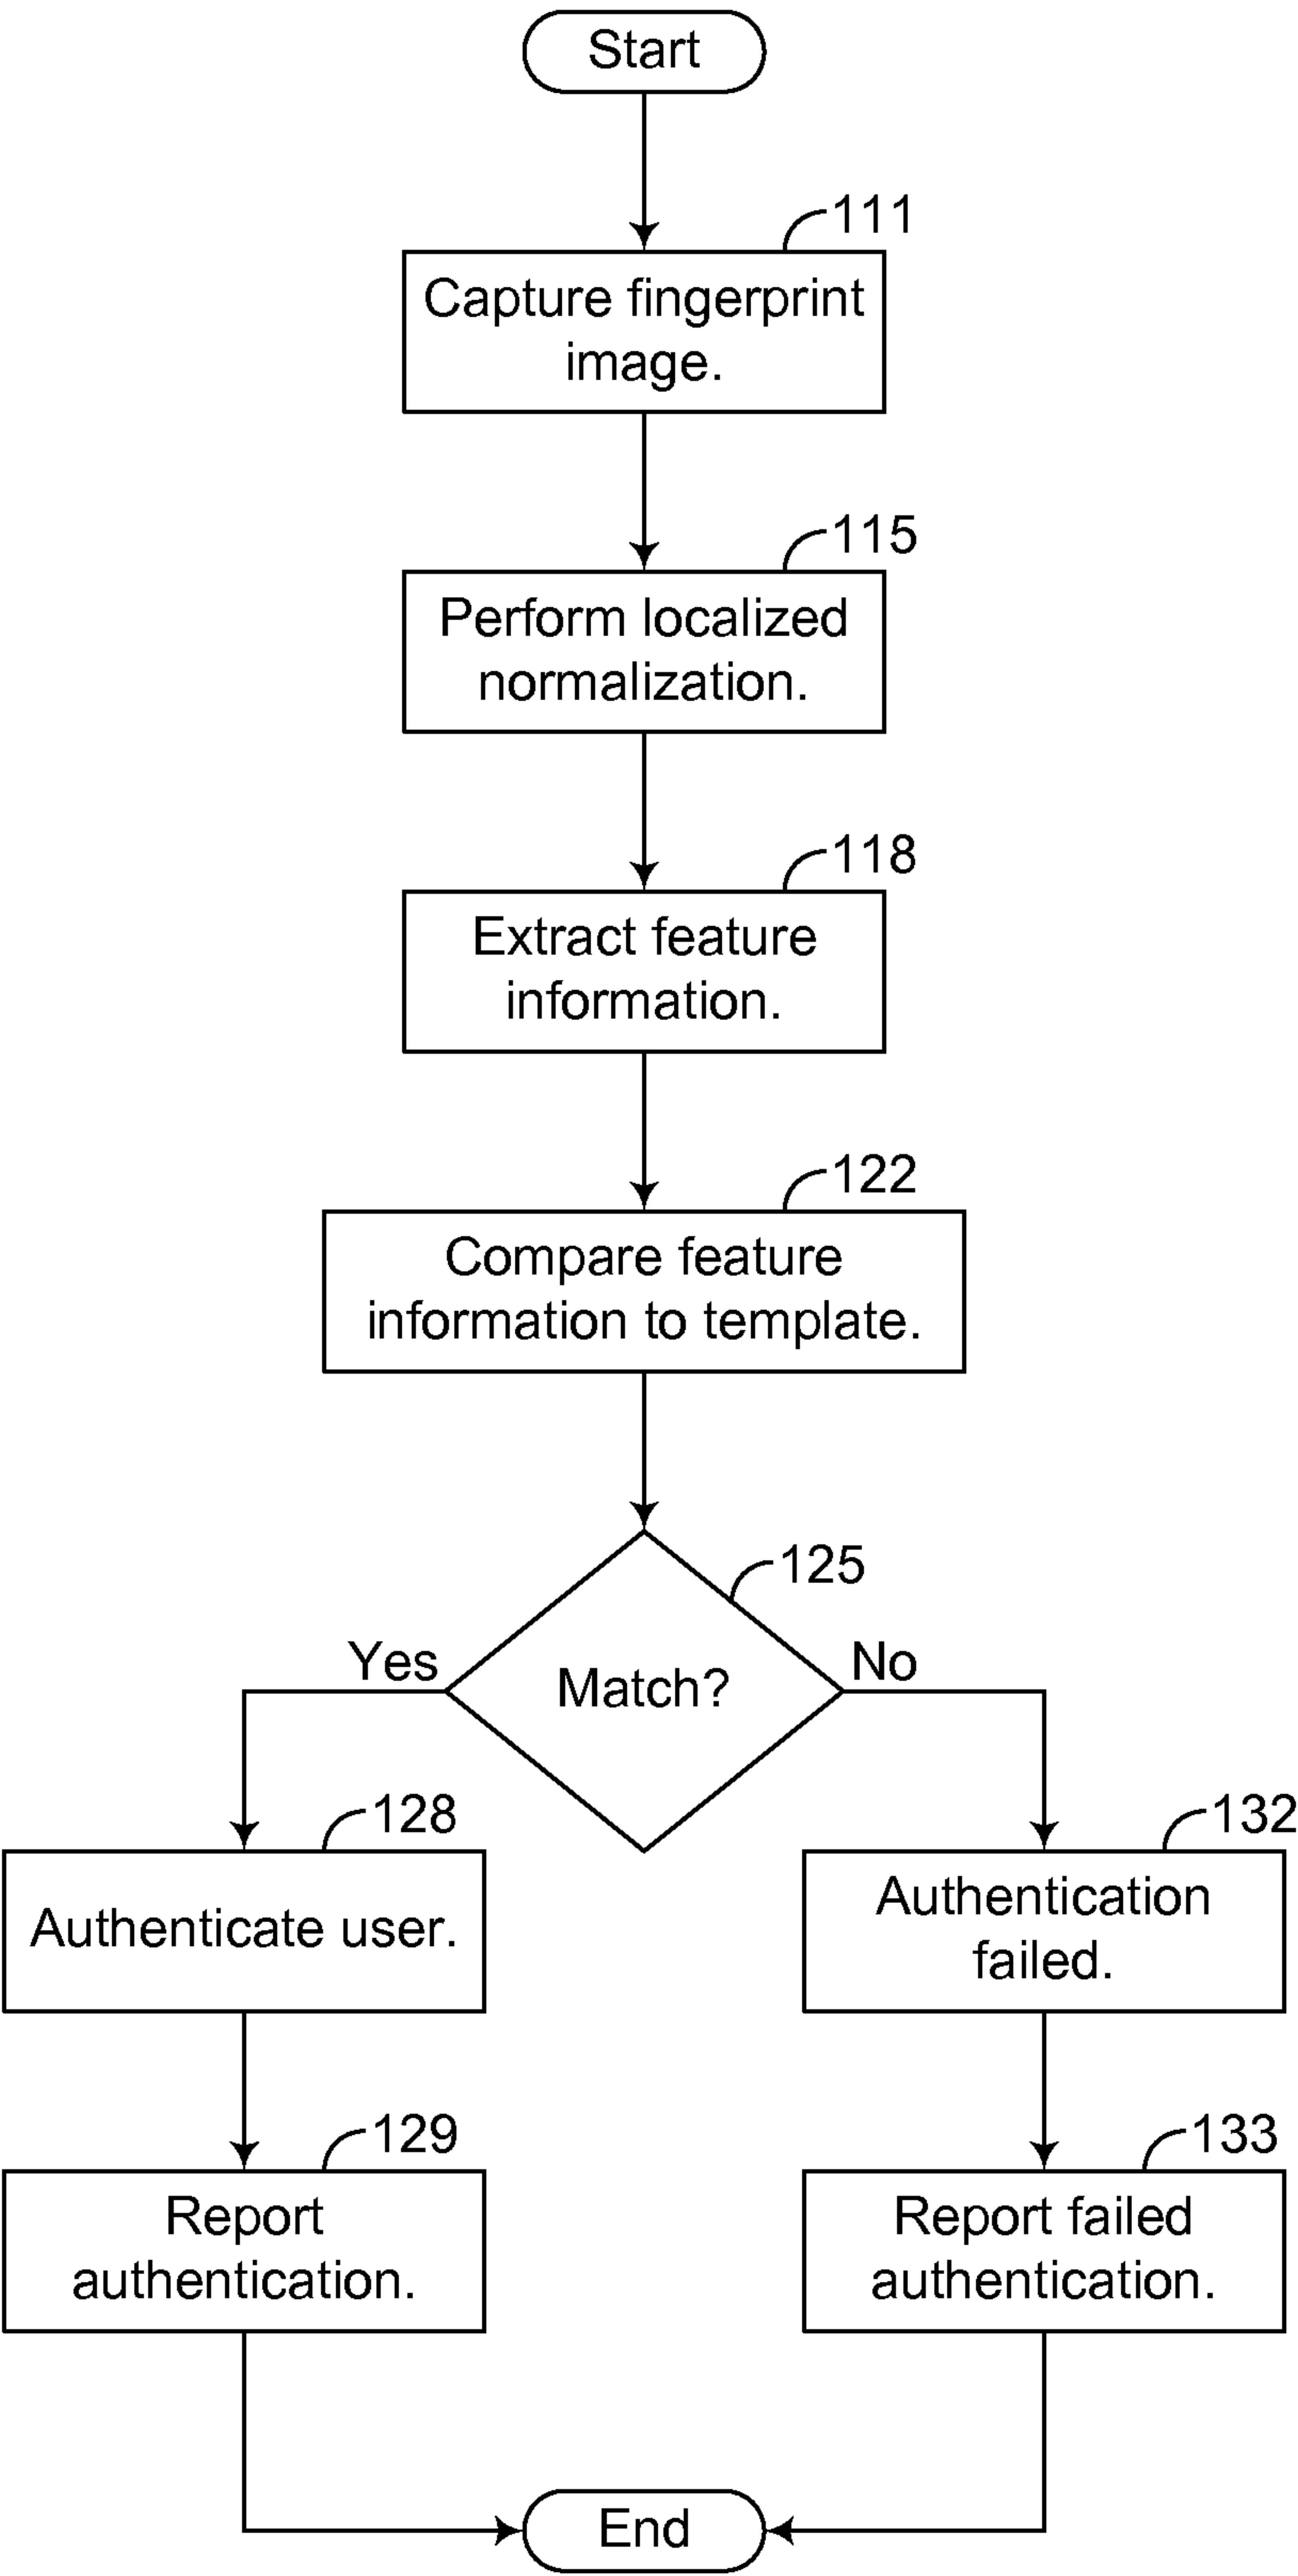 Start
111
Capture fingerprint
image.
115
Perform localized
normalization.
118
Extract feature
information.
122
Compare feature
information to template.
125
Yes
Match?
No
128
Authenticate user.
132
Authentication
failed.
129
Report
authentication.
133
Report failed
authentication.
End